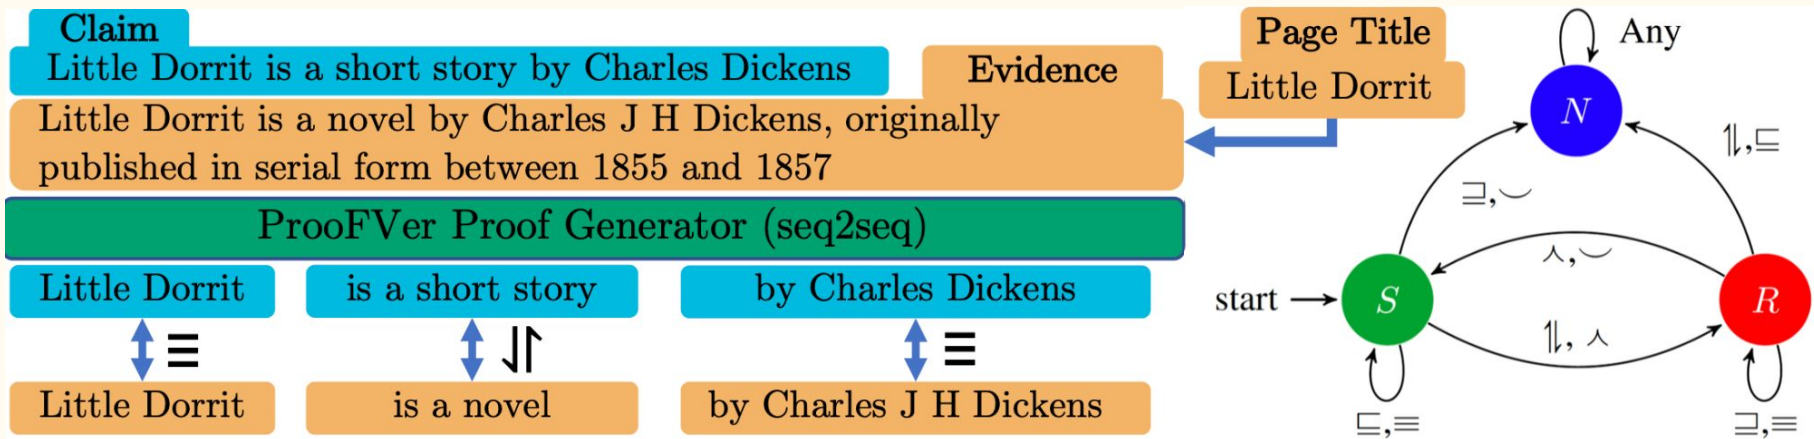 Claim
Little Dorrit is a short story by Charles Dickens
Evidence
Little Dorrit is a novel by Charles J H Dickens, originally
published in serial form between 1855 and 1857
Page Title
Little Dorrit
ProoFVer Proof Generator (seq2seq)
Little Dorrit
is a short story
by Charles Dickens
≡
⥯
≡
Little Dorrit
is a novel
by Charles J H Dickens
Any
N
⥮,⊑
⊒,⌣
⋏,⌣
start
S
R
⥮, ⋏
⊑,≡
⊒,≡